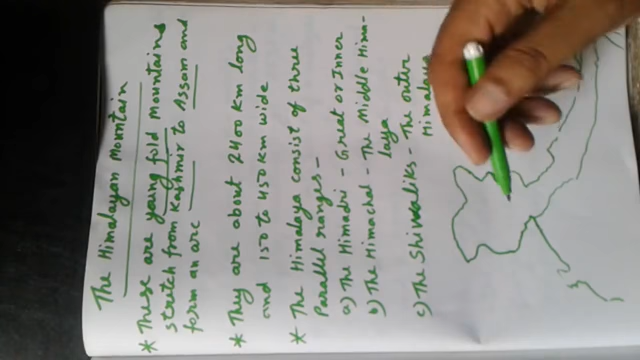 The Himalayan Mountain
* These are young fold Mountains
stretch from Kashmir to Assam and
form an arc
* They are about 2400 km long
and 150 to 450 km wide
* The Himalaya consist of three
Parallel ranges-
a) The Himadri - Great or Inner
b) The Himachal - The Middle Hima-
laya
c) The Shivaliks - The outer
Himala